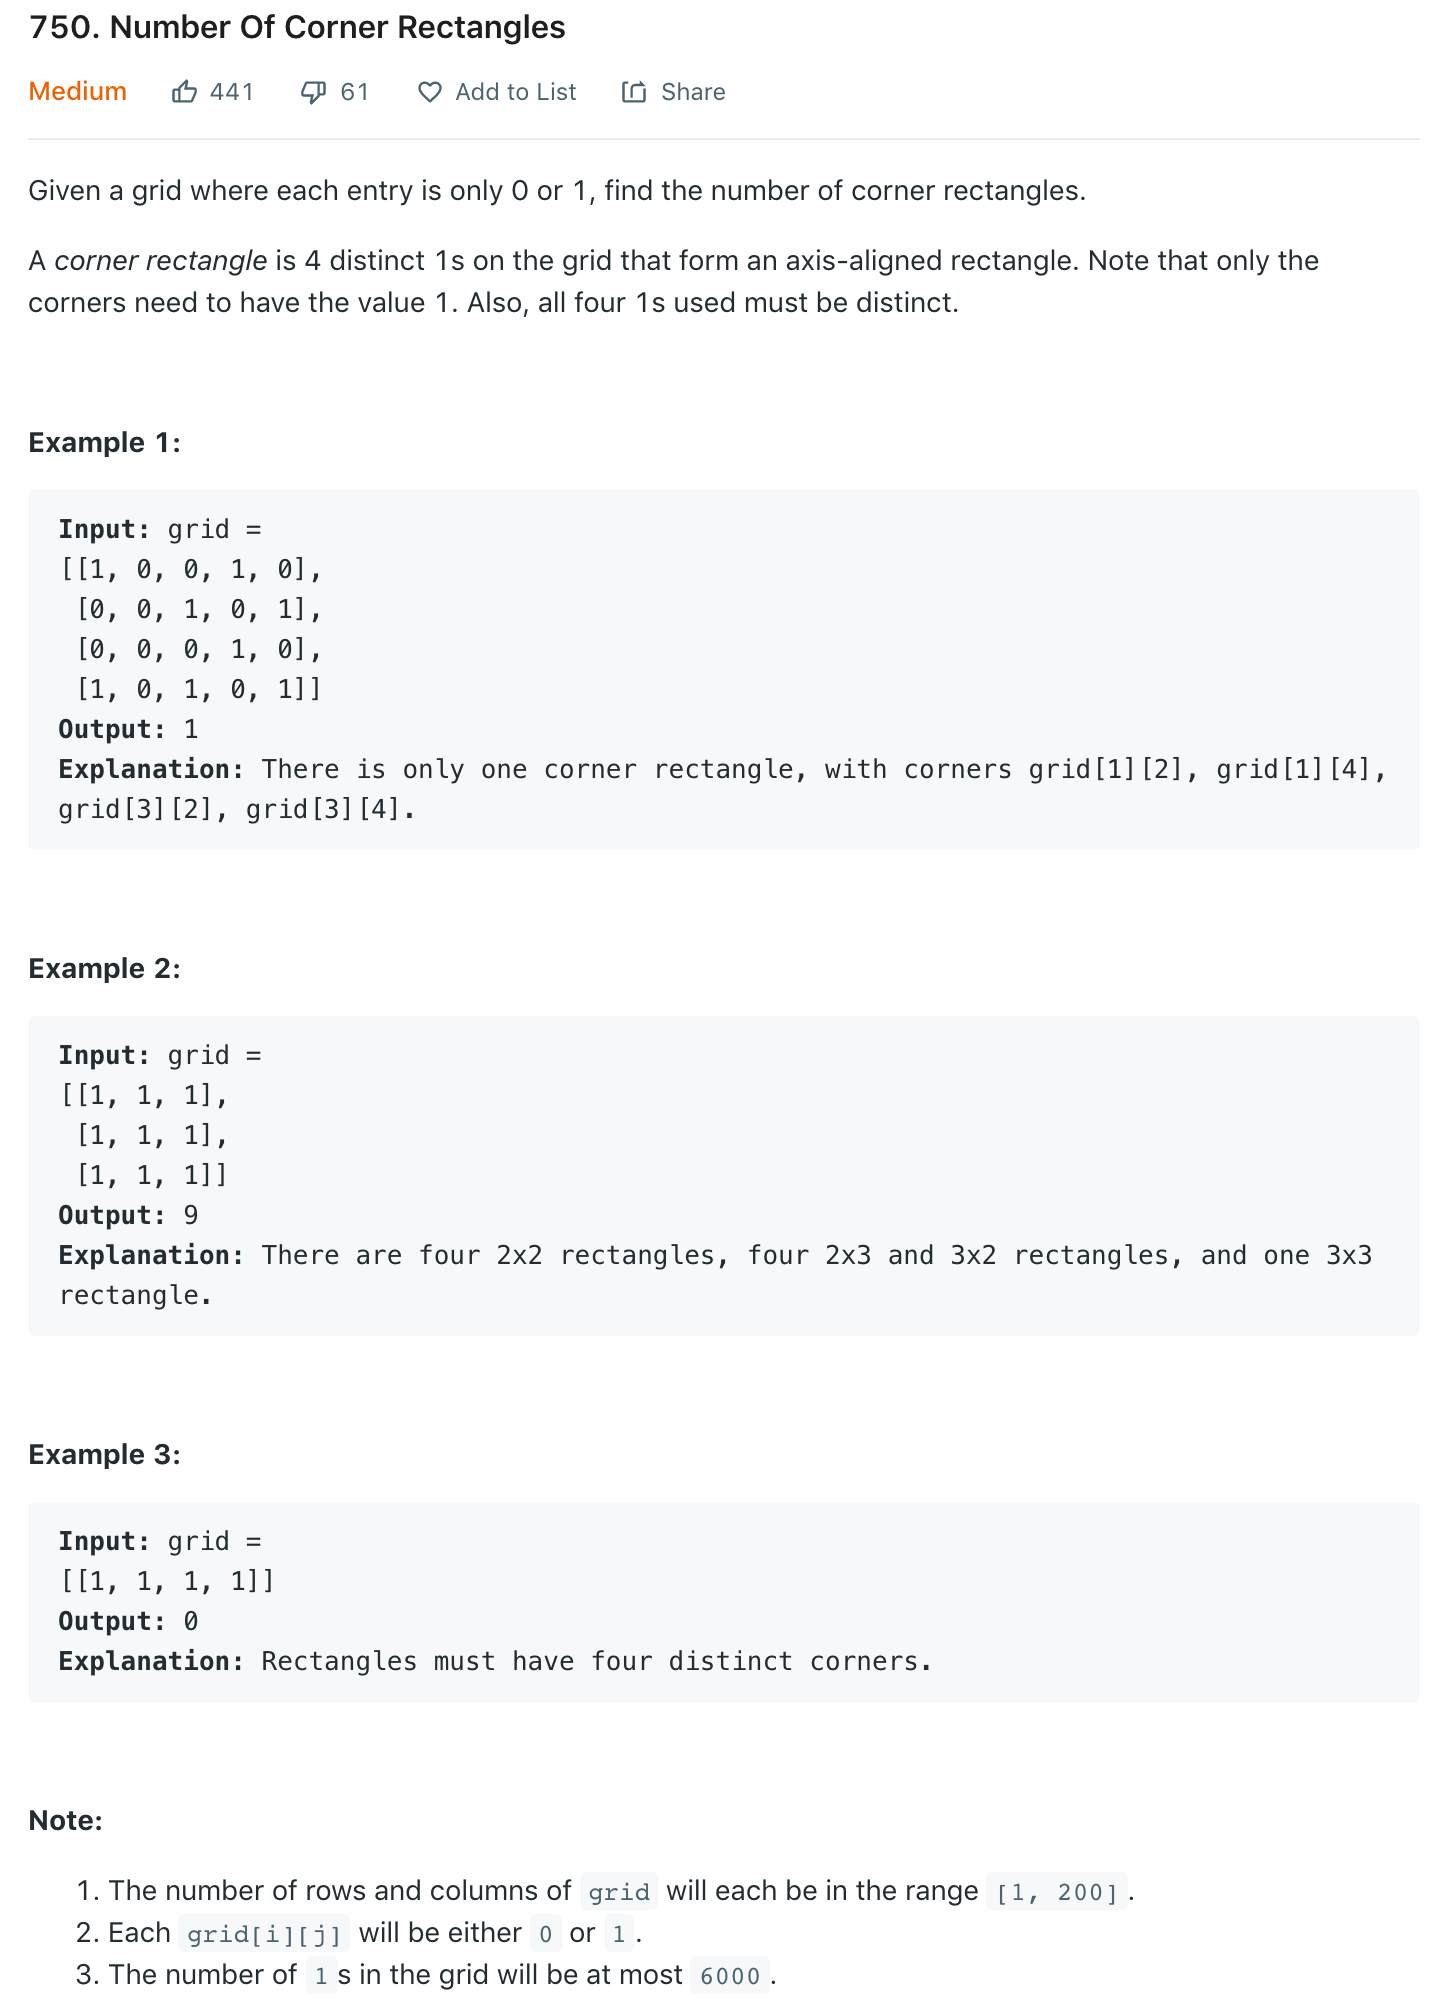 750. Number Of Corner Rectangles
Medium 441 61 Add to List Share
Given a grid where each entry is only 0 or 1, find the number of corner rectangles.
A corner rectangle is 4 distinct 1s on the grid that form an axis-aligned rectangle. Note that only the
corners need to have the value 1. Also, all four 1s used must be distinct.
Example 1:
Input: grid =
[[1, 0, 0, 1, 0],
 [0, 0, 1, 0, 1],
 [0, 0, 0, 1, 0],
 [1, 0, 1, 0, 1]]
Output: 1
Explanation: There is only one corner rectangle, with corners grid[1][2], grid[1][4],
grid[3][2], grid[3][4].
Example 2:
Input: grid =
[[1, 1, 1],
 [1, 1, 1],
 [1, 1, 1]]
Output: 9
Explanation: There are four 2x2 rectangles, four 2x3 and 3x2 rectangles, and one 3x3
rectangle.
Example 3:
Input: grid =
[[1, 1, 1, 1]]
Output: 0
Explanation: Rectangles must have four distinct corners.
Note:
1. The number of rows and columns of grid will each be in the range [1, 200].
2. Each grid[i][j] will be either 0 or 1.
3. The number of 1s in the grid will be at most 6000.